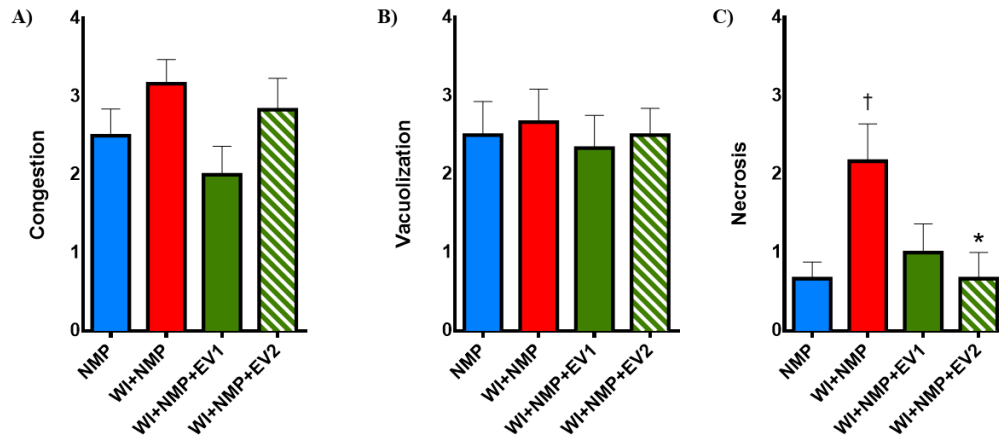 A)
4
3
2
1
0
Congestion
NMP
WI+NMP
WI+NMP+EV1
WI+NMP+EV2
B)
4
3
2
1
0
Vacuolization
NMP
WI+NMP
WI+NMP+EV1
WI+NMP+EV2
C)
4
3
2
1
0
Necrosis
†
*
NMP
WI+NMP
WI+NMP+EV1
WI+NMP+EV2